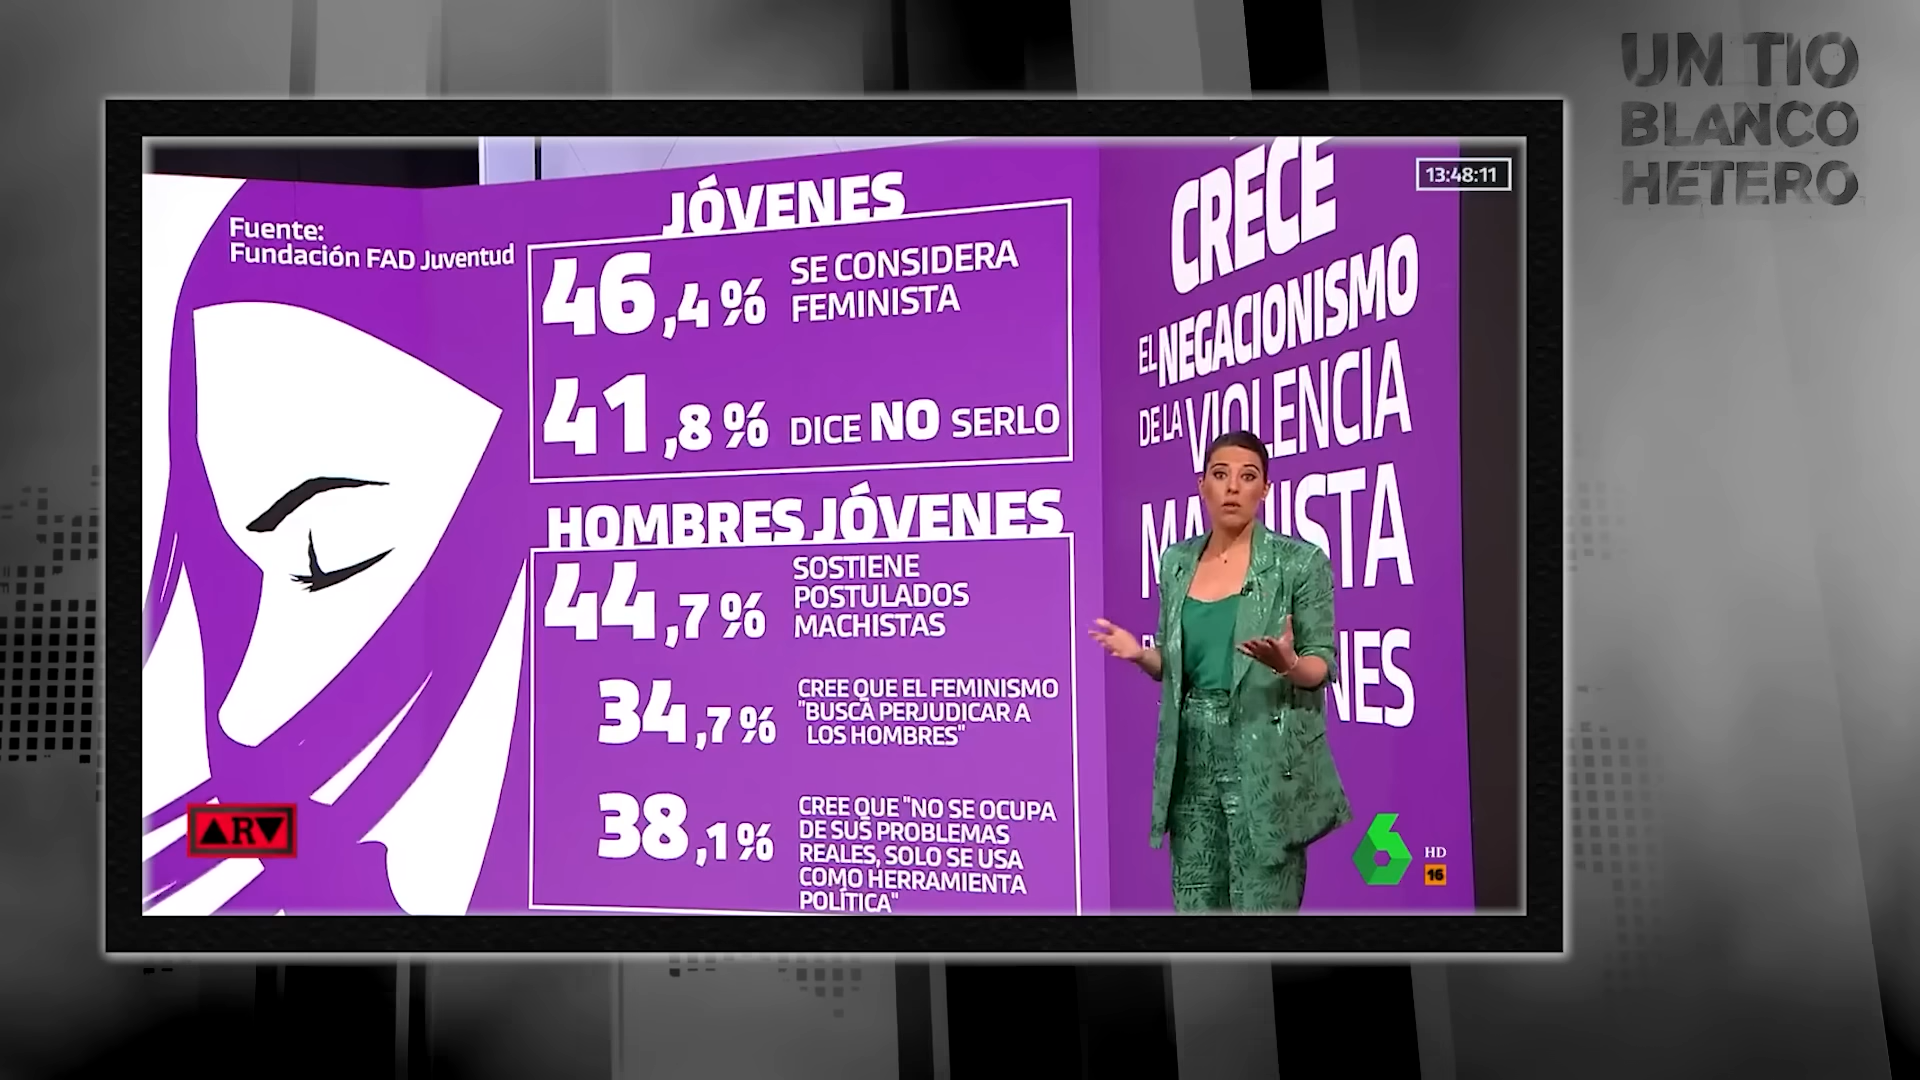 UN TIO
BLANCO
HETERO
13:48:11
Fuente:
Fundación FAD Juventud
JÓVENES
46,4% SE CONSIDERA
FEMINISTA
41,8% DICE NO SERLO
HOMBRES JÓVENES
44,7% SOSTIENE
POSTULADOS
MACHISTAS
34,7% CREE QUE EL FEMINISMO
"BUSCA PERJUDICAR A
LOS HOMBRES"
38,1% CREE QUE "NO SE OCUPA
DE SUS PROBLEMAS
REALES, SOLO SE USA
COMO HERRAMIENTA
POLÍTICA"
CRECE
EL NEGACIONISMO
DE LA VIOLENCIA
ARV
6
HD
16